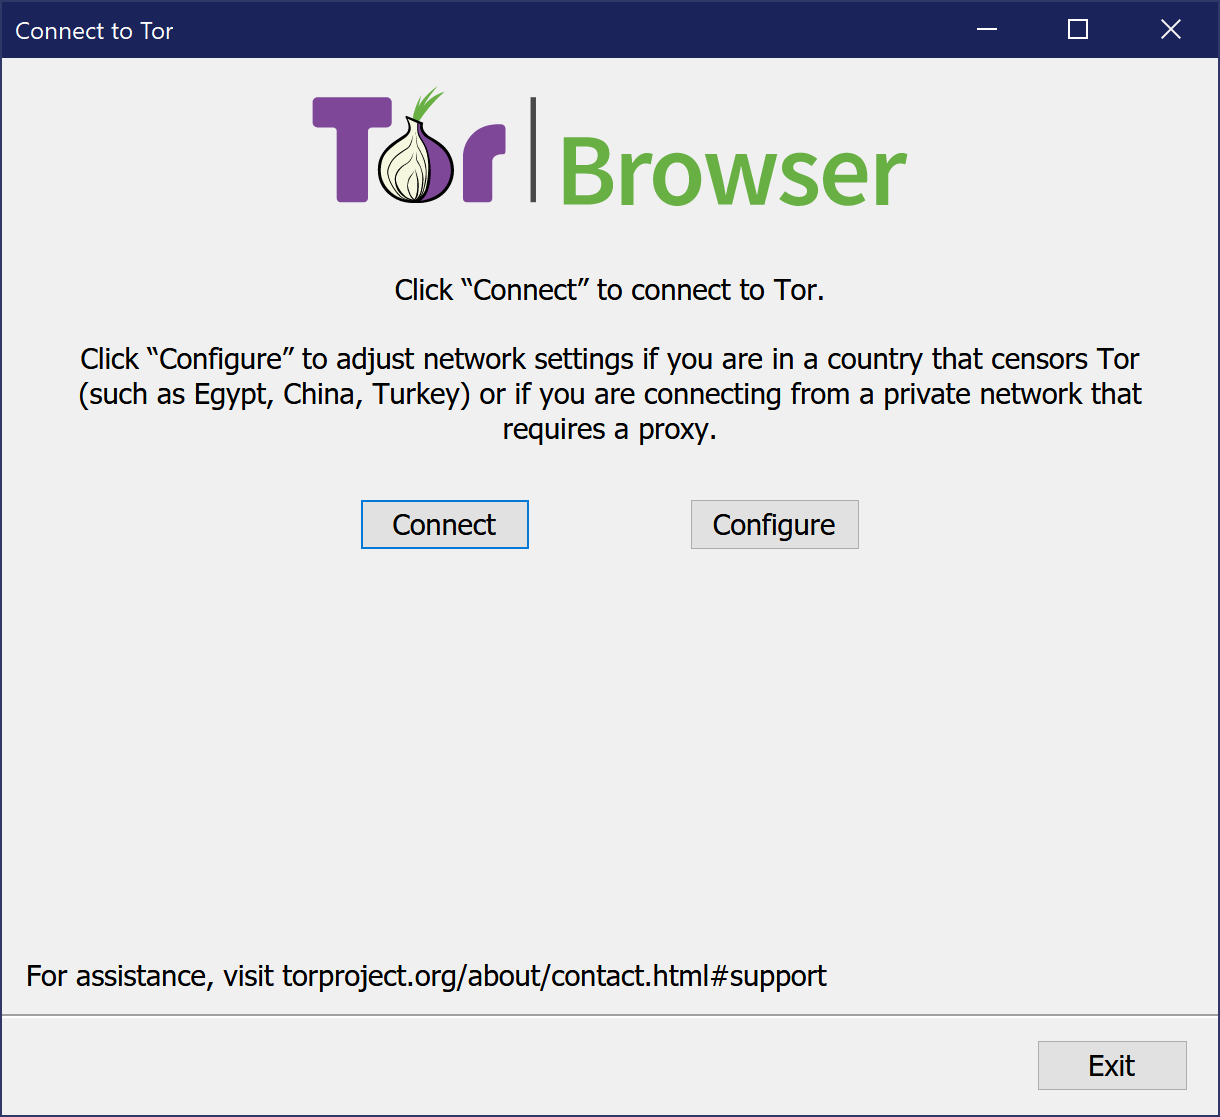 Connect to Tor
Tor Browser
Click “Connect” to connect to Tor.
Click “Configure” to adjust network settings if you are in a country that censors Tor
(such as Egypt, China, Turkey) or if you are connecting from a private network that
requires a proxy.
Connect Configure
For assistance, visit torproject.org/about/contact.html#support
Exit